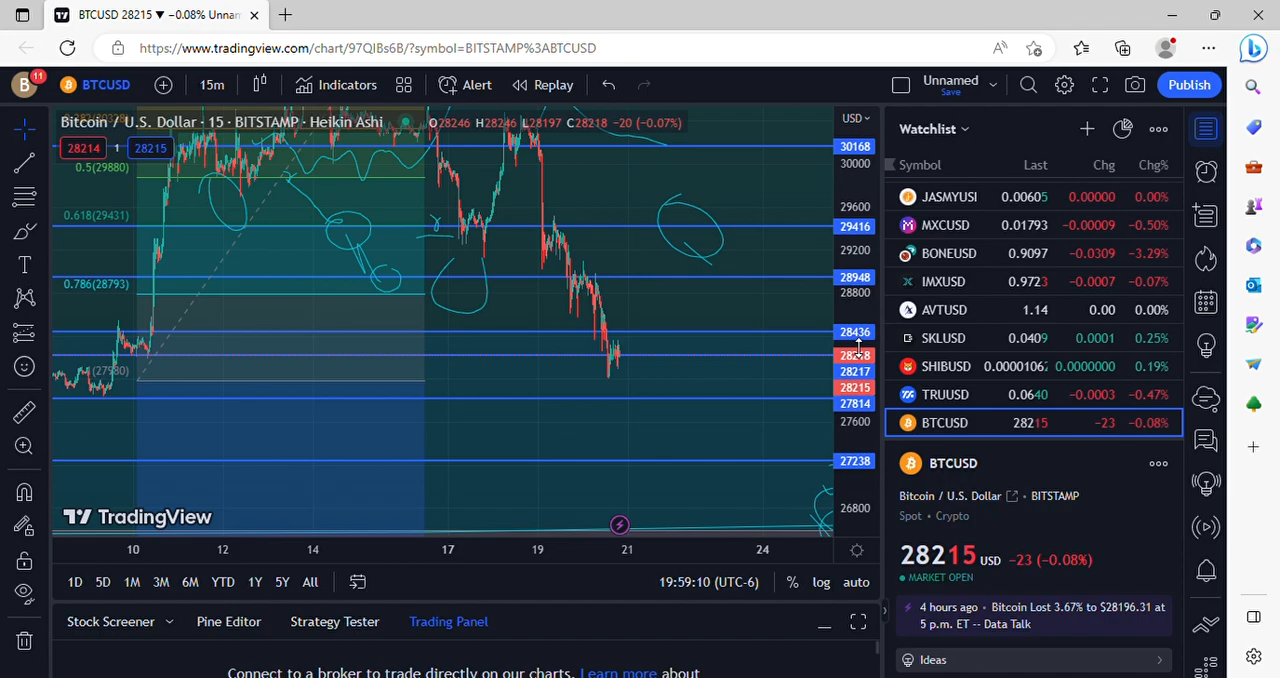 BTCUSD 28215 ▼ −0.08% Unnam
https://www.tradingview.com/chart/97QIBs6B/?symbol=BITSTAMP%3ABTCUSD
B 11 BTCUSD 15m Indicators Alert Replay Unnamed Save Publish
Bitcoin / U.S. Dollar · 15 · BITSTAMP · Heikin Ashi O28246 H28246 L28197 C28218 −20 (−0.07%)
28214 1 28215
0.5(29880)
0.618(29431)
0.786(28793)
(27980)
TradingView
USD
30168
30000
29600
29416
29200
28948
28800
28436
28217
28215
27814
27600
27238
26800
10 12 14 17 19 21 24
1D 5D 1M 3M 6M YTD 1Y 5Y All 19:59:10 (UTC-6) % log auto
Stock Screener Pine Editor Strategy Tester Trading Panel
Connect to a broker to trade directly on our charts. Learn more about
Watchlist
Symbol Last Chg Chg%
JASMYUSI 0.00605 0.00000 0.00%
MXCUSD 0.01793 −0.00009 −0.50%
BONEUSD 0.9097 −0.0309 −3.29%
IMXUSD 0.9723 −0.0007 −0.07%
AVTUSD 1.14 0.00 0.00%
SKLUSD 0.0409 0.0001 0.25%
SHIBUSD 0.0000106 0.0000000 0.19%
TRUUSD 0.0640 −0.0003 −0.47%
BTCUSD 28215 −23 −0.08%
BTCUSD
Bitcoin / U.S. Dollar • BITSTAMP
Spot • Crypto
28215 USD −23 (−0.08%)
MARKET OPEN
4 hours ago • Bitcoin Lost 3.67% to $28196.31 at
5 p.m. ET -- Data Talk
Ideas